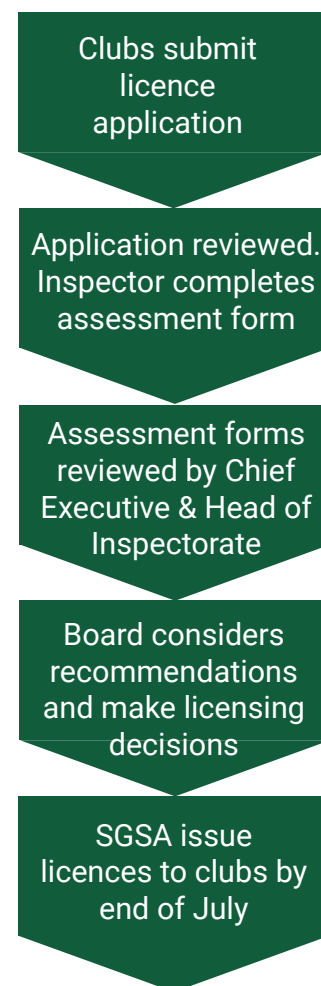 Clubs submit
licence
application
Application reviewed.
Inspector completes
assessment form
Assessment forms
reviewed by Chief
Executive & Head of
Inspectorate
Board considers
recommendations
and make licensing
decisions
SGSA issue
licences to clubs by
end of July